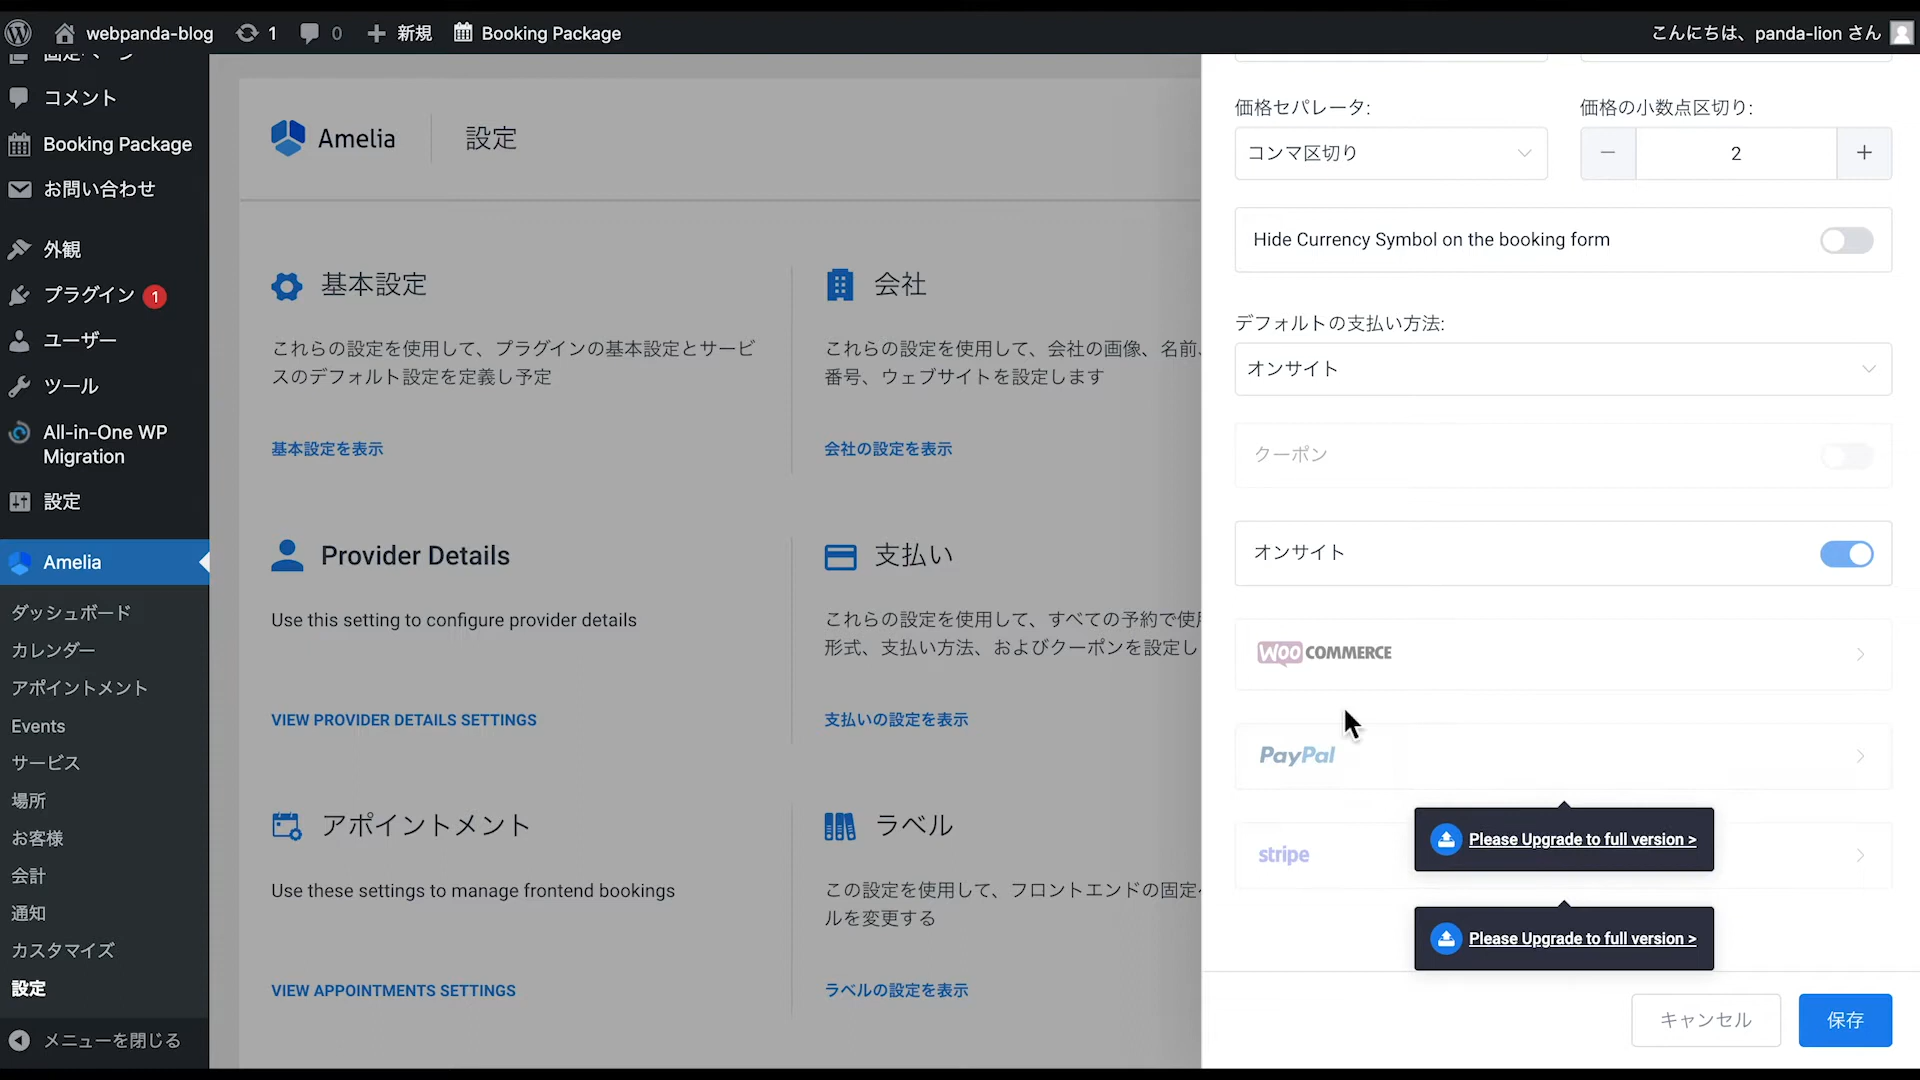 webpanda-blog
1
0
新規
Booking Package
こんにちは、panda-lion さん
固定ページ
コメント
Booking Package
お問い合わせ
外観
プラグイン 1
ユーザー
ツール
All-in-One WP
Migration
設定
Amelia
ダッシュボード
カレンダー
アポイントメント
Events
サービス
場所
お客様
会計
通知
カスタマイズ
設定
メニューを閉じる
Amelia
設定
基本設定
これらの設定を使用して、プラグインの基本設定とサービ
スのデフォルト設定を定義し予定
基本設定を表示
会社
これらの設定を使用して、会社の画像、名前、
番号、ウェブサイトを設定します
会社の設定を表示
Provider Details
Use this setting to configure provider details
VIEW PROVIDER DETAILS SETTINGS
支払い
これらの設定を使用して、すべての予約で使用
形式、支払い方法、およびクーポンを設定し
支払いの設定を表示
アポイントメント
Use these settings to manage frontend bookings
VIEW APPOINTMENTS SETTINGS
ラベル
この設定を使用して、フロントエンドの固定
ルを変更する
ラベルの設定を表示
価格セパレータ:
コンマ区切り
価格の小数点区切り:
2
Hide Currency Symbol on the booking form
デフォルトの支払い方法:
オンサイト
クーポン
オンサイト
WOO COMMERCE
PayPal
Please Upgrade to full version >
stripe
Please Upgrade to full version >
キャンセル
保存